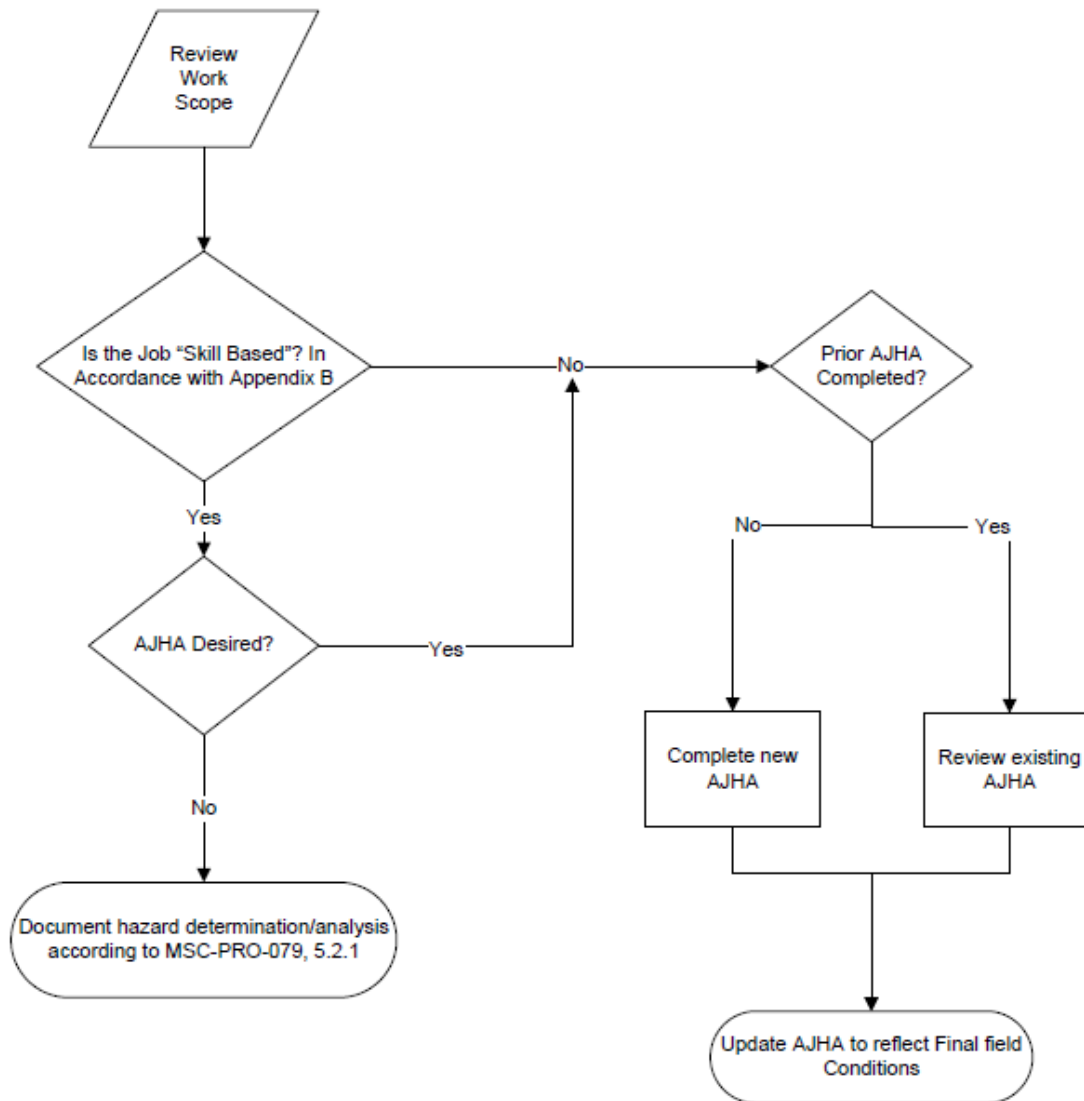 Review
Work
Scope
Is the Job “Skill Based”? In
Accordance with Appendix B
No
Prior AJHA
Completed?
Yes
No
Yes
AJHA Desired?
Yes
Complete new
AJHA
Review existing
AJHA
No
Document hazard determination/analysis
according to MSC-PRO-079, 5.2.1
Update AJHA to reflect Final field
Conditions